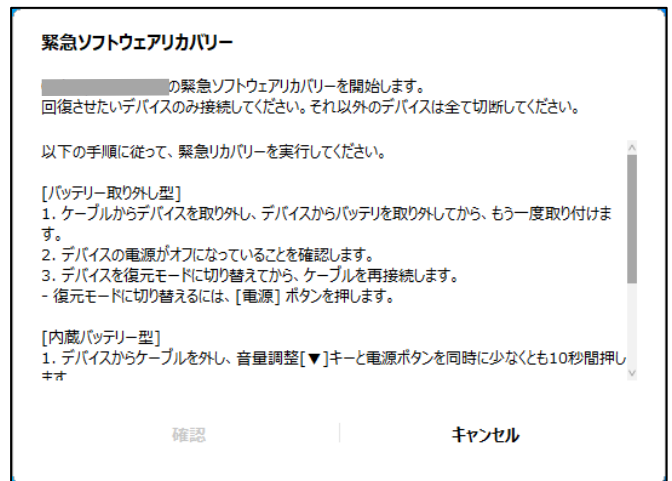 緊急ソフトウェアリカバリー
の緊急ソフトウェアリカバリーを開始します。
回復させたいデバイスのみ接続してください。それ以外のデバイスは全て切断してください。
以下の手順に従って、緊急リカバリーを実行してください。
[バッテリー取り外し型]
1. ケーブルからデバイスを取り外し、デバイスからバッテリを取り外してから、もう一度取り付けま
す。
2. デバイスの電源がオフになっていることを確認します。
3. デバイスを復元モードに切り替えてから、ケーブルを再接続します。
- 復元モードに切り替えるには、[電源] ボタンを押します。
[内蔵バッテリー型]
1. デバイスからケーブルを外し、音量調整[▼]キーと電源ボタンを同時に少なくとも10秒間押し
ます
確認
キャンセル